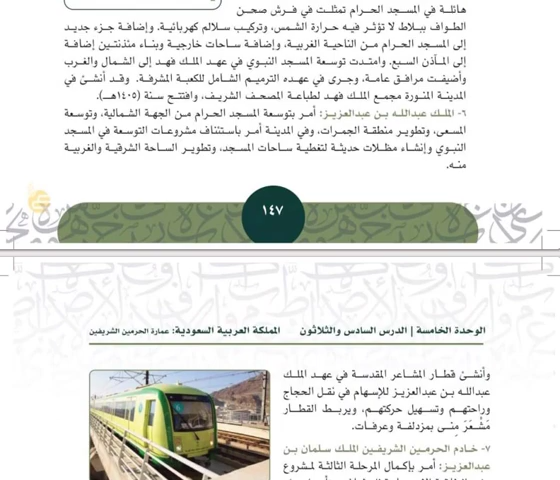 هائلة في المسجد الحرام تمثلت في فرش صحن
الطواف ببلاط لا تؤثر فيه حرارة الشمس، وتركيب سلالم كهربائية. وإضافة جزء جديد
إلى المسجد الحرام من الناحية الغربية، وإضافة ساحات خارجية وبناء مئذنتين إضافة
إلى المآذن السبع. وامتدت توسعة المسجد النبوي في عهد الملك فهد إلى الشمال والغرب
وأضيفت مرافق عامة، وجرى في عهده الترميم الشامل للكعبة المشرفة. وقد أنشئ في
المدينة المنورة مجمع الملك فهد لطباعة المصحف الشريف، وافتتح سنة (١٤٠٥هـ).
٦- الملك عبدالله بن عبدالعزيز: أمر بتوسعة المسجد الحرام من الجهة الشمالية، وتوسعة
المسعى، وتطوير منطقة الجمرات، وفي المدينة أمر باستئناف مشروعات التوسعة في المسجد
النبوي وإنشاء مظلات حديثة لتغطية ساحات المسجد، وتطوير الساحة الشرقية والغربية
منه.
١٤٧
الوحدة الخامسة | الدرس السادس والثلاثون المملكة العربية السعودية: عمارة الحرمين الشريفين
وأنشئ قطار المشاعر المقدسة في عهد الملك
عبدالله بن عبدالعزيز للإسهام في نقل الحجاج
وراحتهم وتسهيل حركتهم، ويربط القطار
مَشْعَرَ مِنى بمزدلفة وعرفات.
٧- خادم الحرمين الشريفين الملك سلمان بن
عبدالعزيز: أمر بإكمال المرحلة الثالثة لمشروع